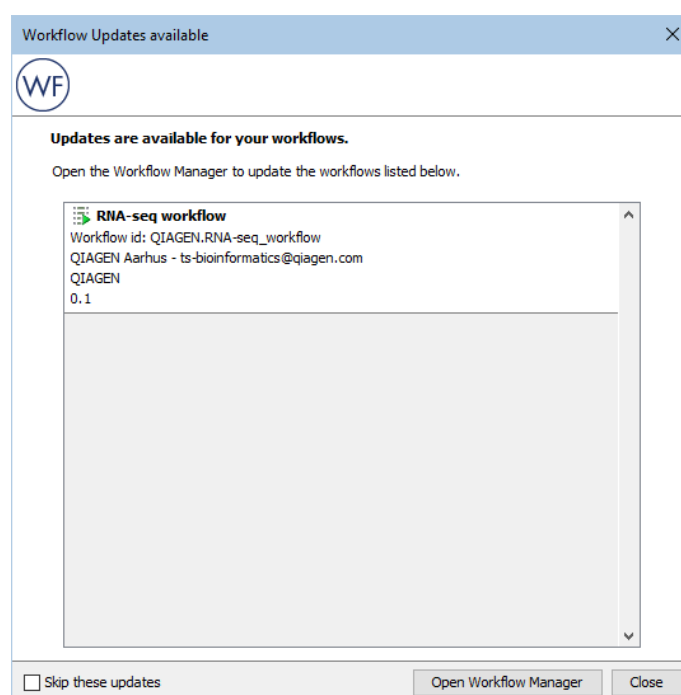 Workflow Updates available
WF
Updates are available for your workflows.
Open the Workflow Manager to update the workflows listed below.
RNA-seq workflow
Workflow id: QIAGEN.RNA-seq_workflow
QIAGEN Aarhus - ts-bioinformatics@qiagen.com
QIAGEN
0.1
Skip these updates
Open Workflow Manager
Close